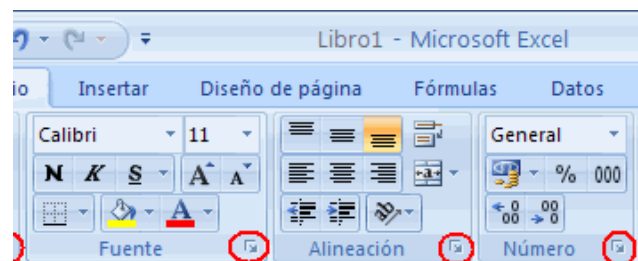 Libro1 - Microsoft Excel
io Insertar Diseño de página Fórmulas Datos
Calibri 11 General
N K S A A a % 000
A ,0 00
00 ,0
Fuente Alineación Número